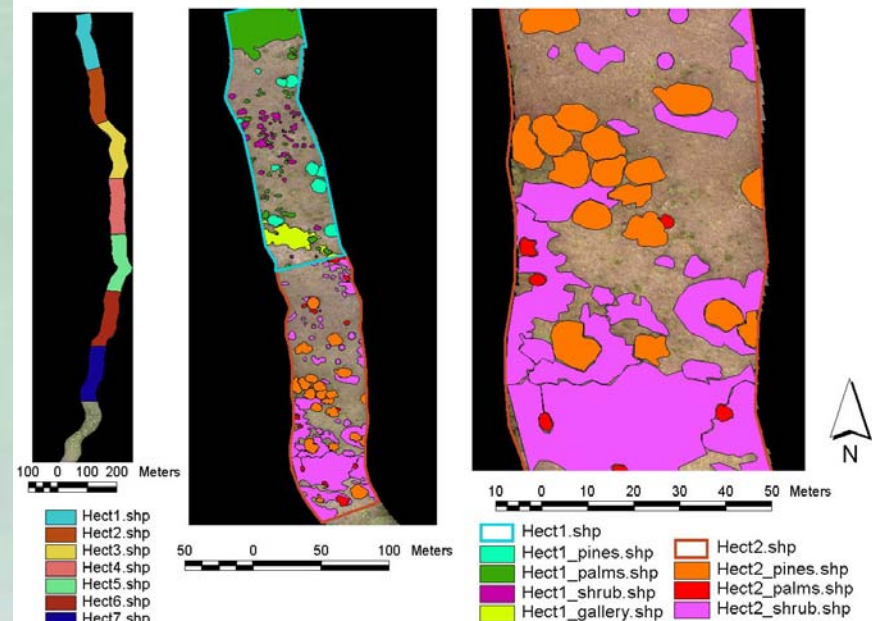 100 0 100 200 Meters
Hect1.shp
Hect2.shp
Hect3.shp
Hect4.shp
Hect5.shp
Hect6.shp
Hect7.shp
50 0 50 100
Meters
10 0 10 20 30 40 50 Meters
Hect1.shp
Hect1_pines.shp
Hect1_palms.shp
Hect1_shrub.shp
Hect1_gallery.shp
Hect2.shp
Hect2_pines.shp
Hect2_palms.shp
Hect2_shrub.shp
N